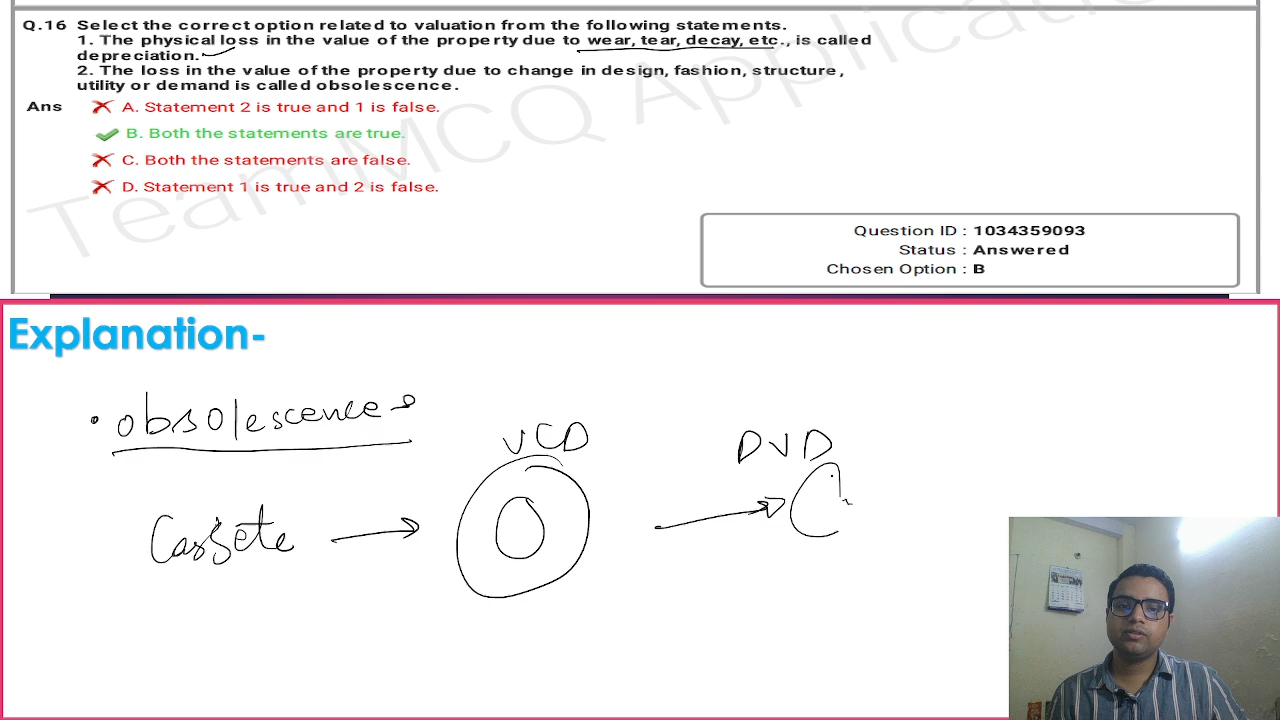 Q.16 Select the correct option related to valuation from the following statements.
1. The physical loss in the value of the property due to wear, tear, decay, etc., is called
depreciation.
2. The loss in the value of the property due to change in design, fashion, structure,
utility or demand is called obsolescence.
Ans A. Statement 2 is true and 1 is false.
B. Both the statements are true.
C. Both the statements are false.
D. Statement 1 is true and 2 is false.
TeamMCQ Application
Question ID : 1034359093
Status : Answered
Chosen Option : B
Explanation-
• obsolescence
VCD DVD
Cassete